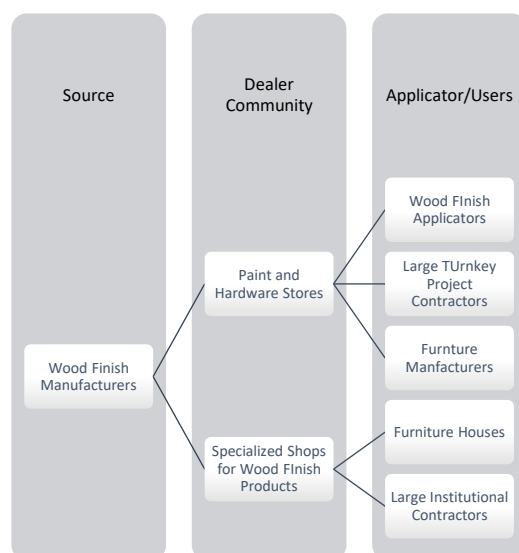 Source
Dealer
Community
Applicator/Users
Wood Finish
Manufacturers
Paint and
Hardware Stores
Specialized Shops
for Wood FInish
Products
Wood FInish
Applicators
Large TUrnkey
Project
Contractors
Furnture
Manfacturers
Furniture Houses
Large Institutional
Contractors